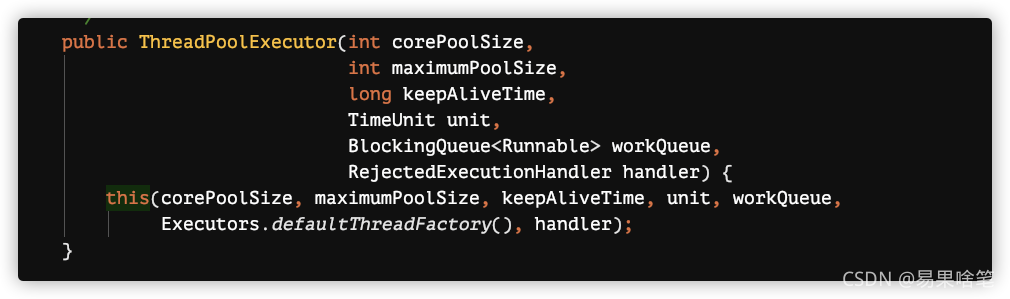 */
public ThreadPoolExecutor(int corePoolSize,
int maximumPoolSize,
long keepAliveTime,
TimeUnit unit,
BlockingQueue<Runnable> workQueue,
RejectedExecutionHandler handler) {
this(corePoolSize, maximumPoolSize, keepAliveTime, unit, workQueue,
Executors.defaultThreadFactory(), handler);
}
CSDN @易果啥笔